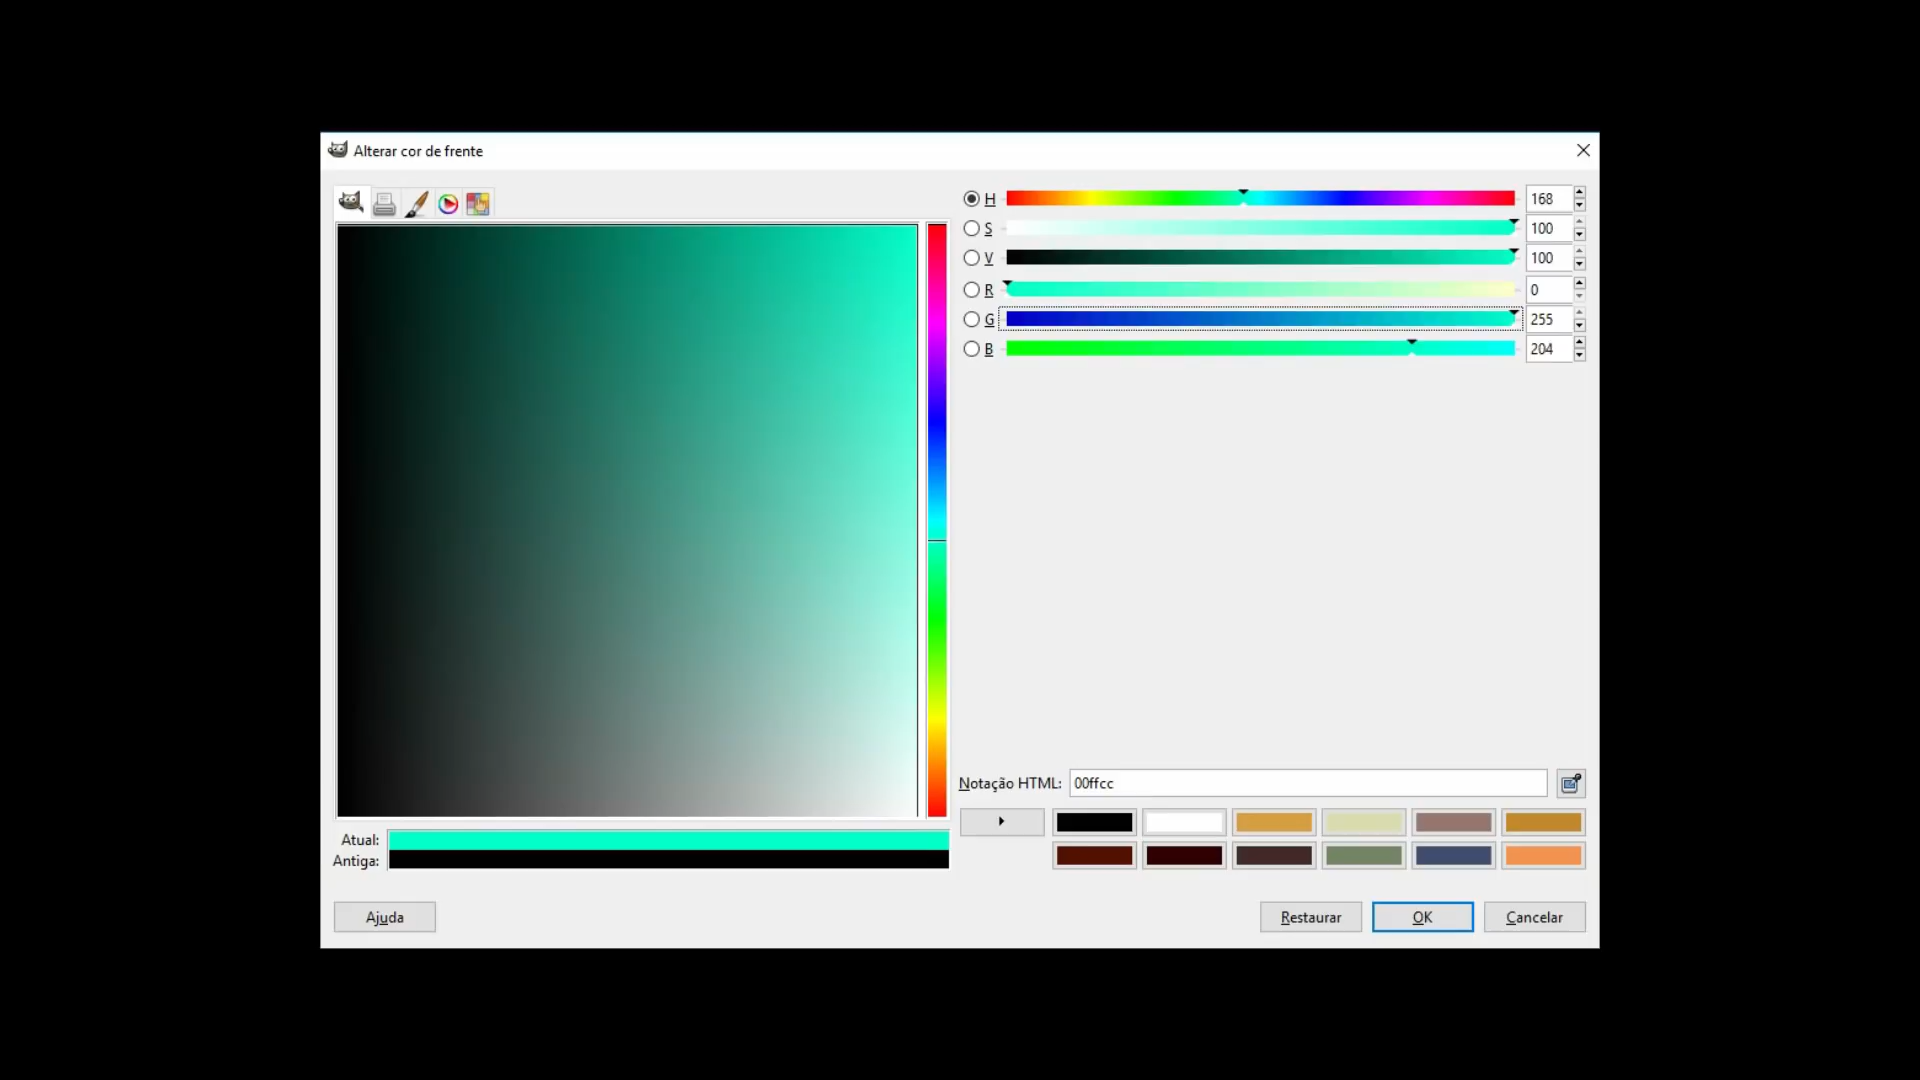 Alterar cor de frente
H 168
S 100
V 100
R 0
G 255
B 204
Notação HTML: 00ffcc
Atual:
Antiga:
Ajuda
Restaurar
OK
Cancelar